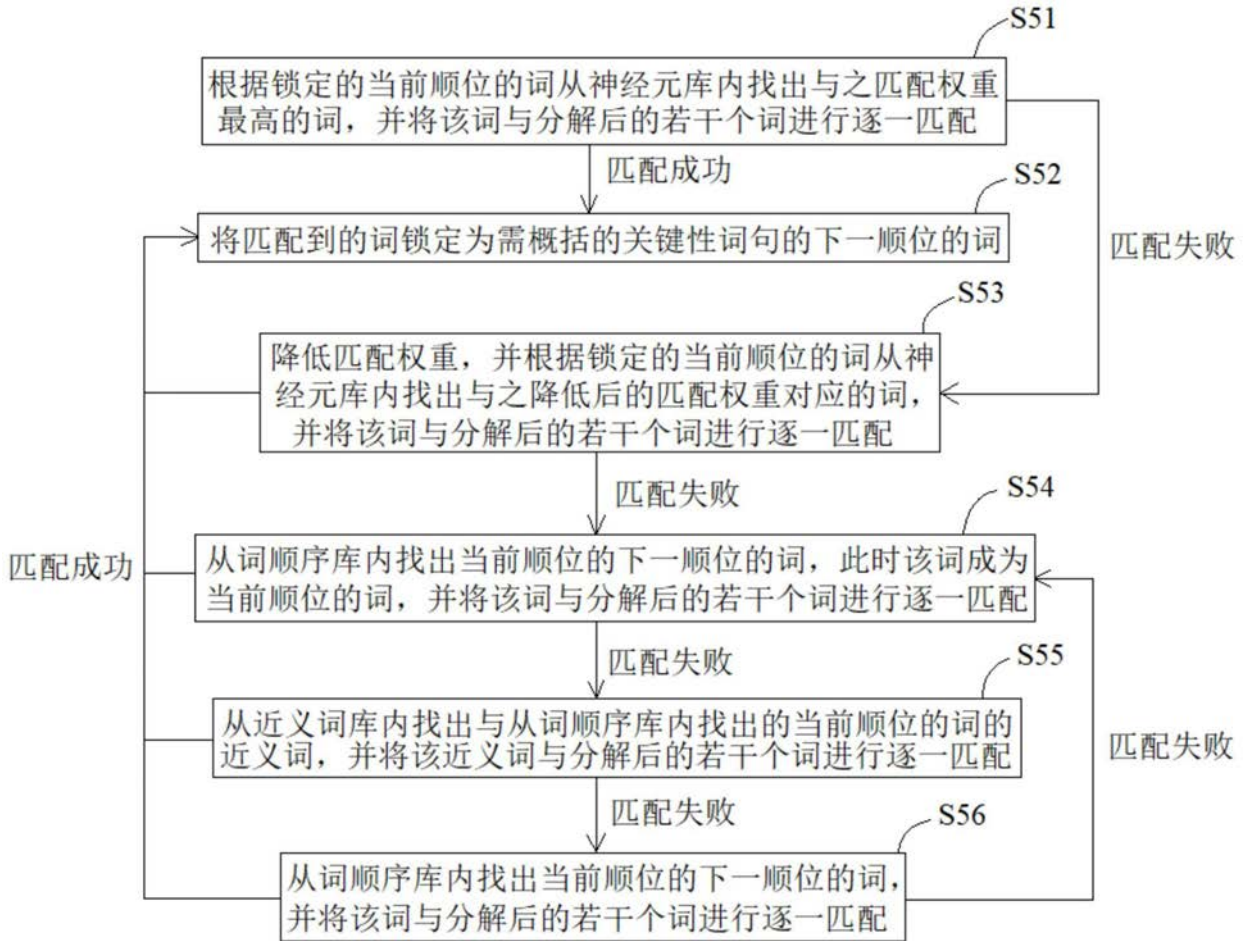 S51
根据锁定的当前顺位的词从神经元库内找出与之匹配权重
最高的词，并将该词与分解后的若干个词进行逐一匹配
匹配成功
S52
将匹配到的词锁定为需概括的关键性词句的下一顺位的词
匹配失败
S53
降低匹配权重，并根据锁定的当前顺位的词从神
经元库内找出与之降低后的匹配权重对应的词，
并将该词与分解后的若干个词进行逐一匹配
匹配失败
S54
匹配成功
从词顺序库内找出当前顺位的下一顺位的词，此时该词成为
当前顺位的词，并将该词与分解后的若干个词进行逐一匹配
匹配失败
S55
从近义词库内找出与从词顺序库内找出的当前顺位的词的
近义词，并将该近义词与分解后的若干个词进行逐一匹配
匹配失败
匹配失败
S56
从词顺序库内找出当前顺位的下一顺位的词，
并将该词与分解后的若干个词进行逐一匹配